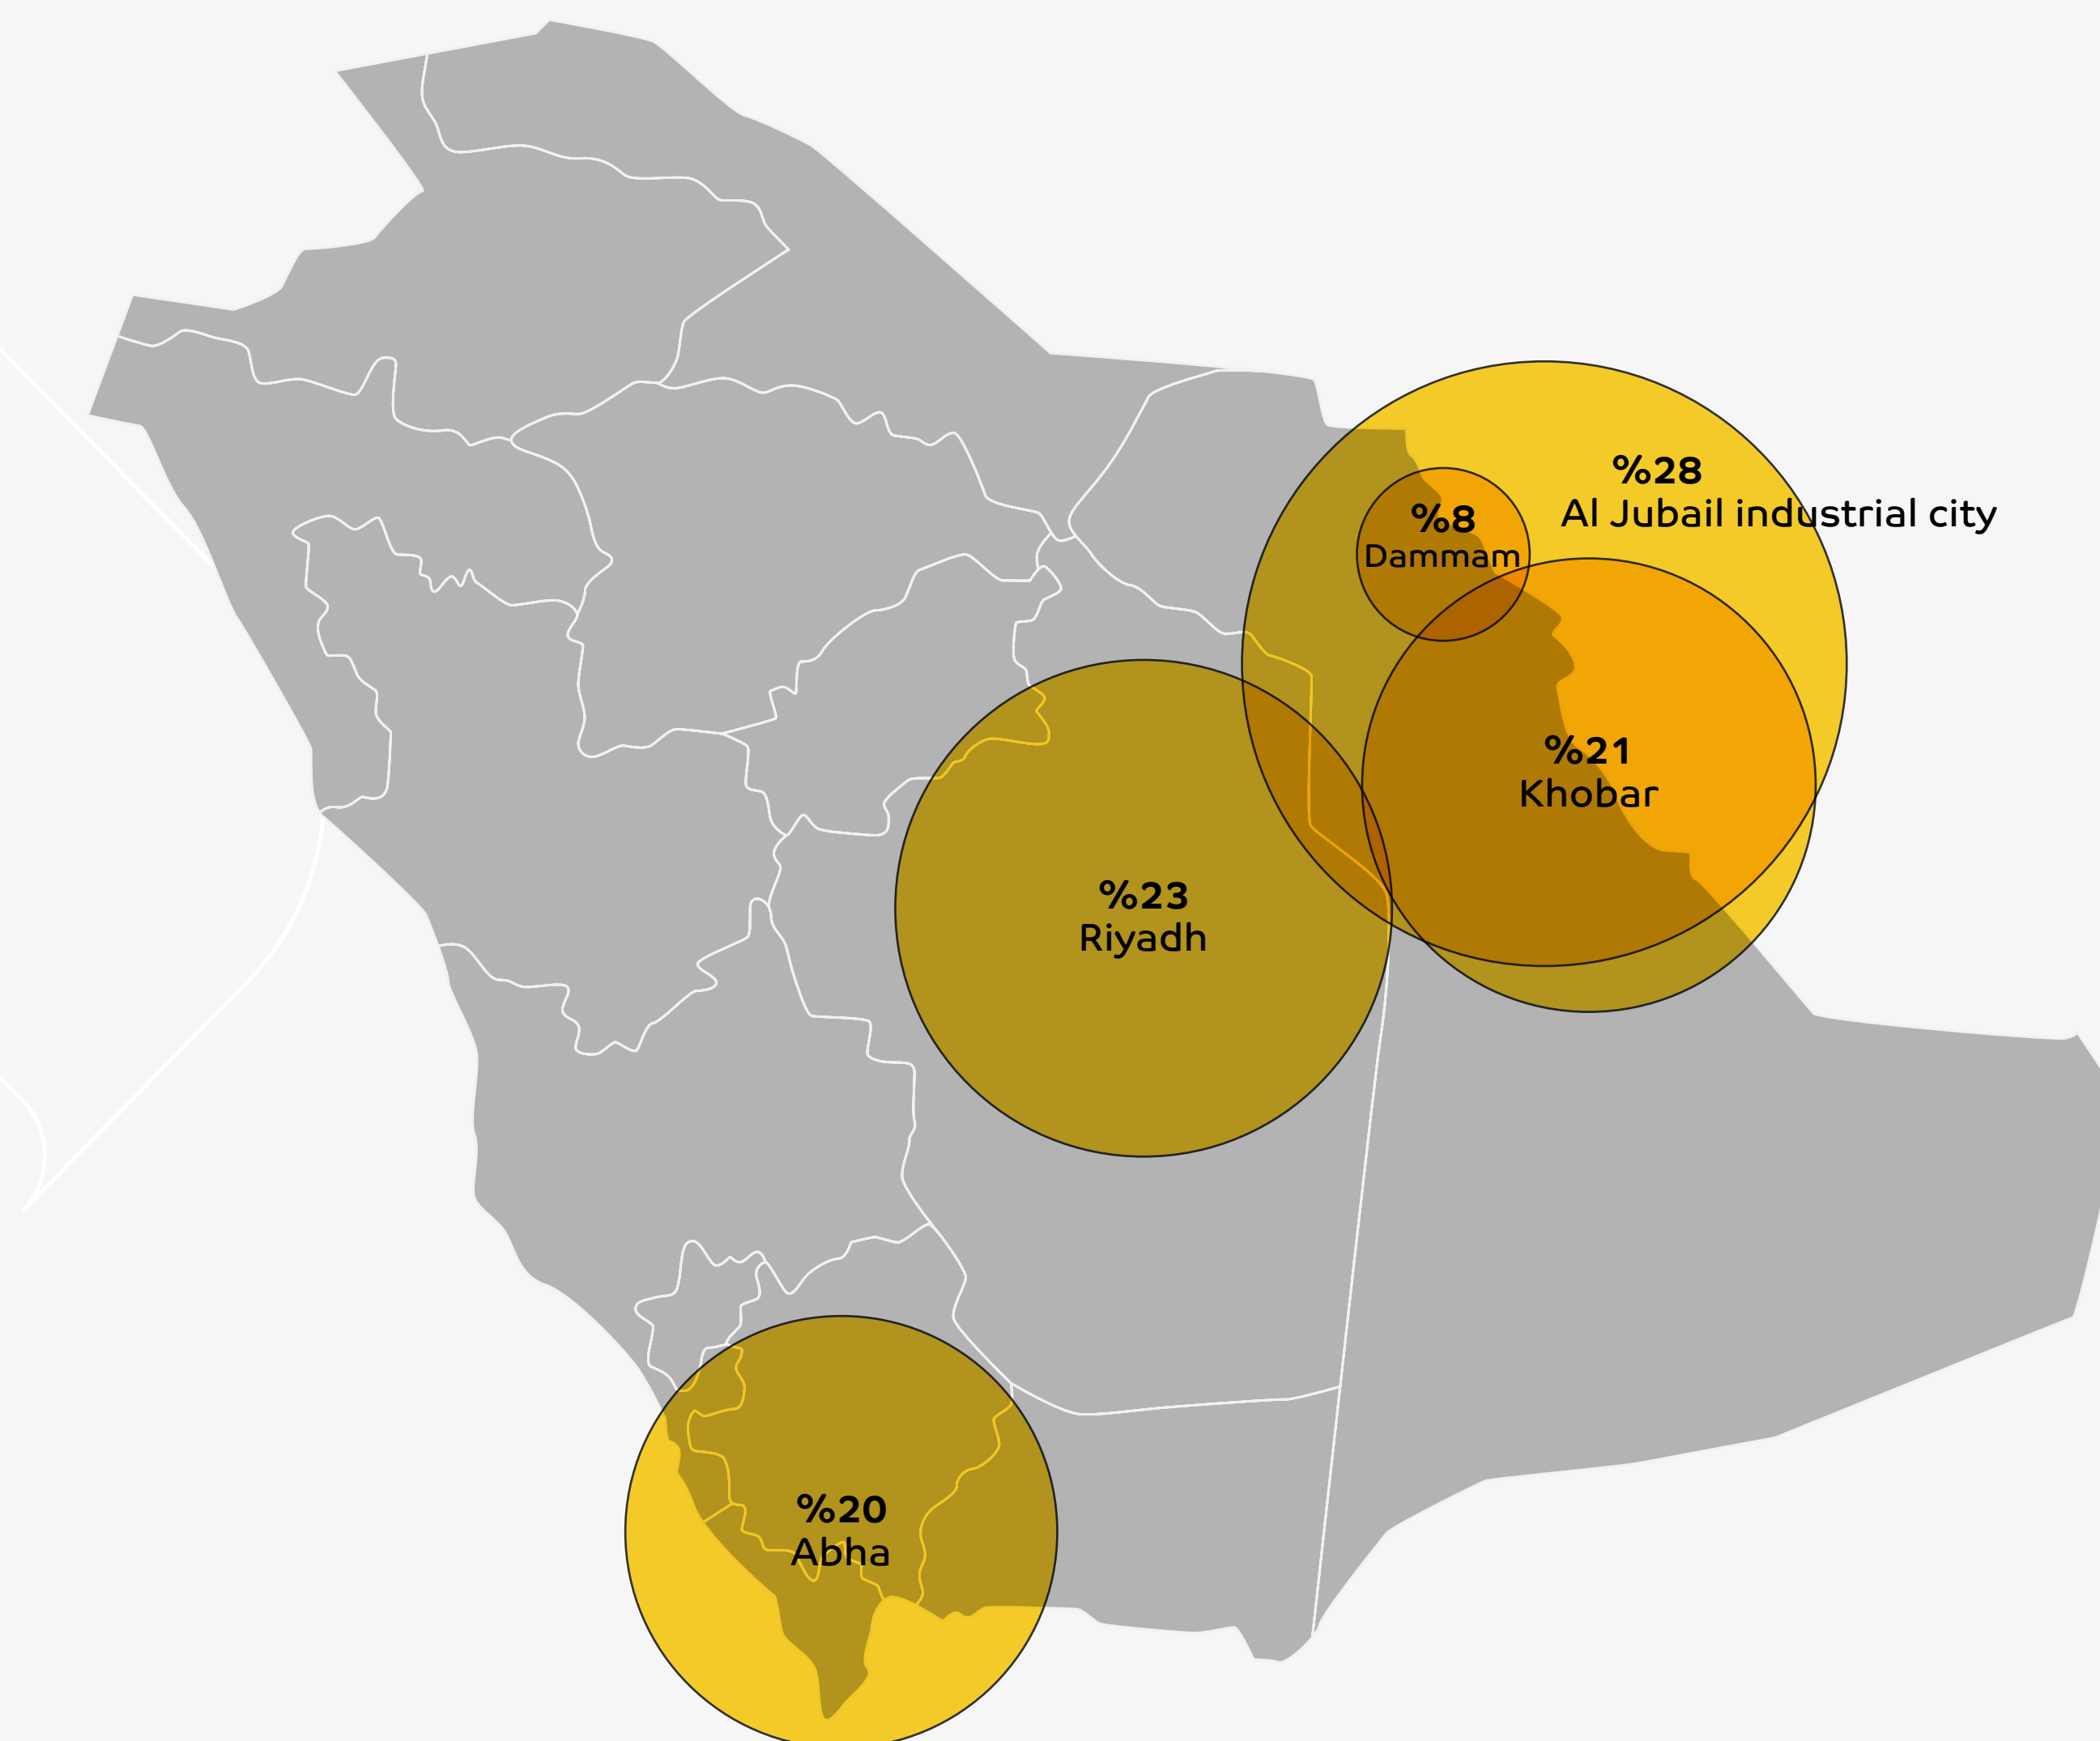 %28
Al Jubail industrial city
%8
Dammam
%21
Khobar
%23
Riyadh
%20
Abha